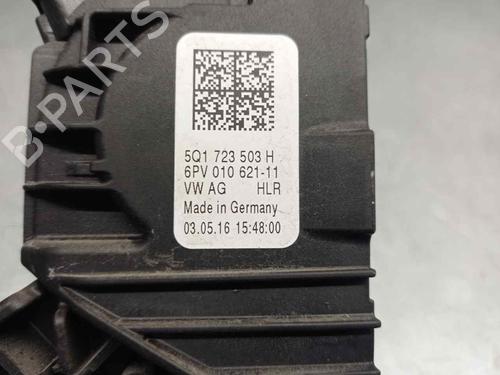 B-PARTS
5Q1 723 503 H
6PV 010 621-11
VW AG HLR
Made in Germany
03.05.16 15:48:00